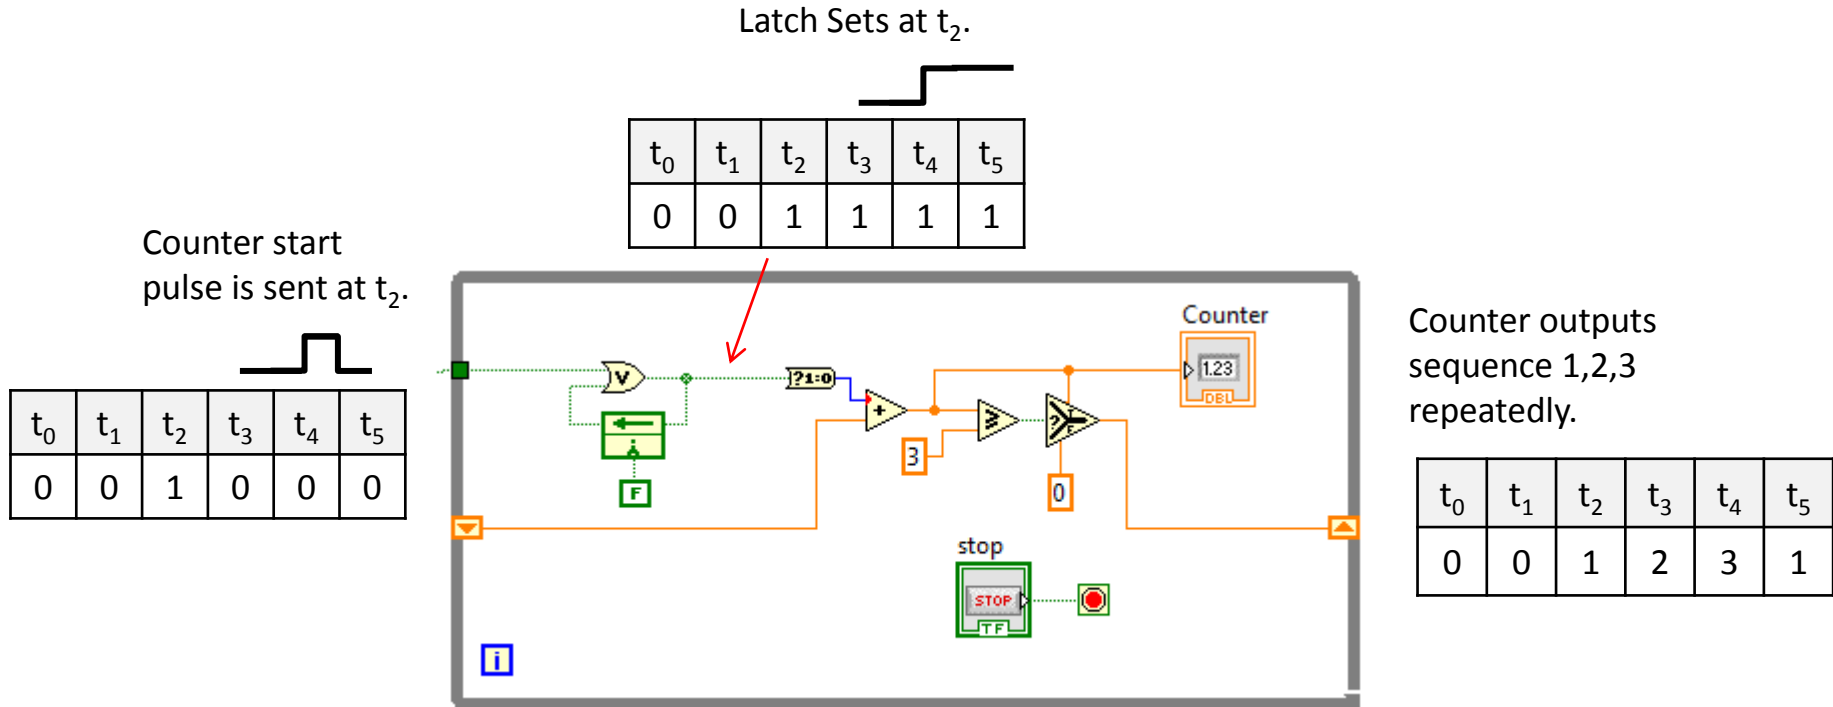 Latch Sets at t₂.
t₀ t₁ t₂ t₃ t₄ t₅
0 0 1 1 1 1
Counter start
pulse is sent at t₂.
t₀ t₁ t₂ t₃ t₄ t₅
0 0 1 0 0 0
Counter
1.23
DBL
V
?1:0
+
≥
?
T
F
3
0
i
F
stop
STOP
TF
i
Counter outputs
sequence 1,2,3
repeatedly.
t₀ t₁ t₂ t₃ t₄ t₅
0 0 1 2 3 1